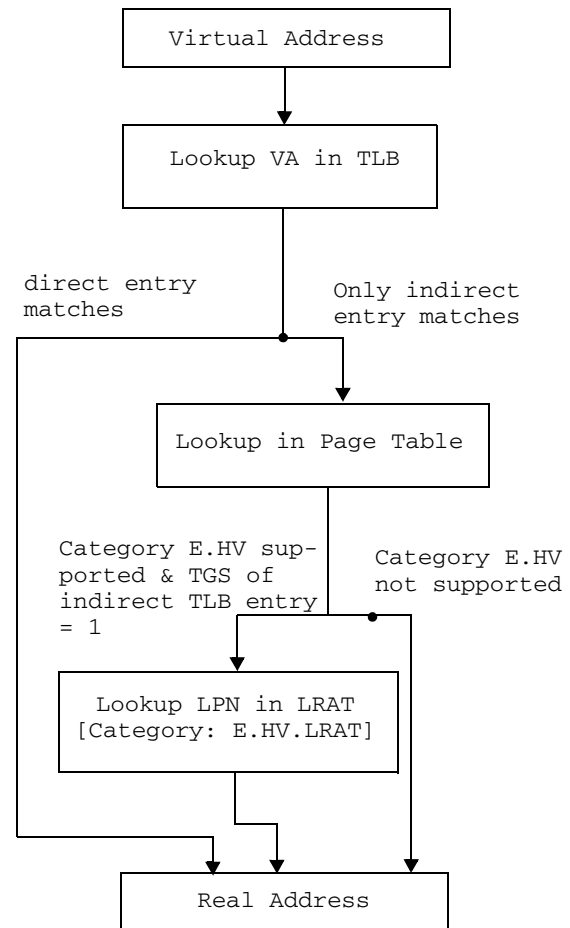 Virtual Address
Lookup VA in TLB
direct entry
matches
Only indirect
entry matches
Lookup in Page Table
Category E.HV sup-
ported & TGS of
indirect TLB entry
= 1
Category E.HV
not supported
Lookup LPN in LRAT
[Category: E.HV.LRAT]
Real Address